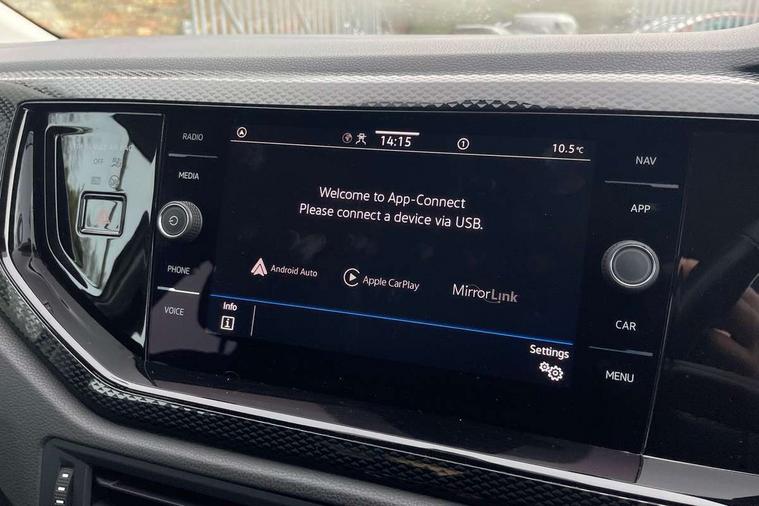 RADIO
MEDIA
PHONE
VOICE
OFF
14:15
10.5°C
Welcome to App-Connect
Please connect a device via USB.
Android Auto
Apple CarPlay
MirrorLink
Info
Settings
NAV
APP
CAR
MENU